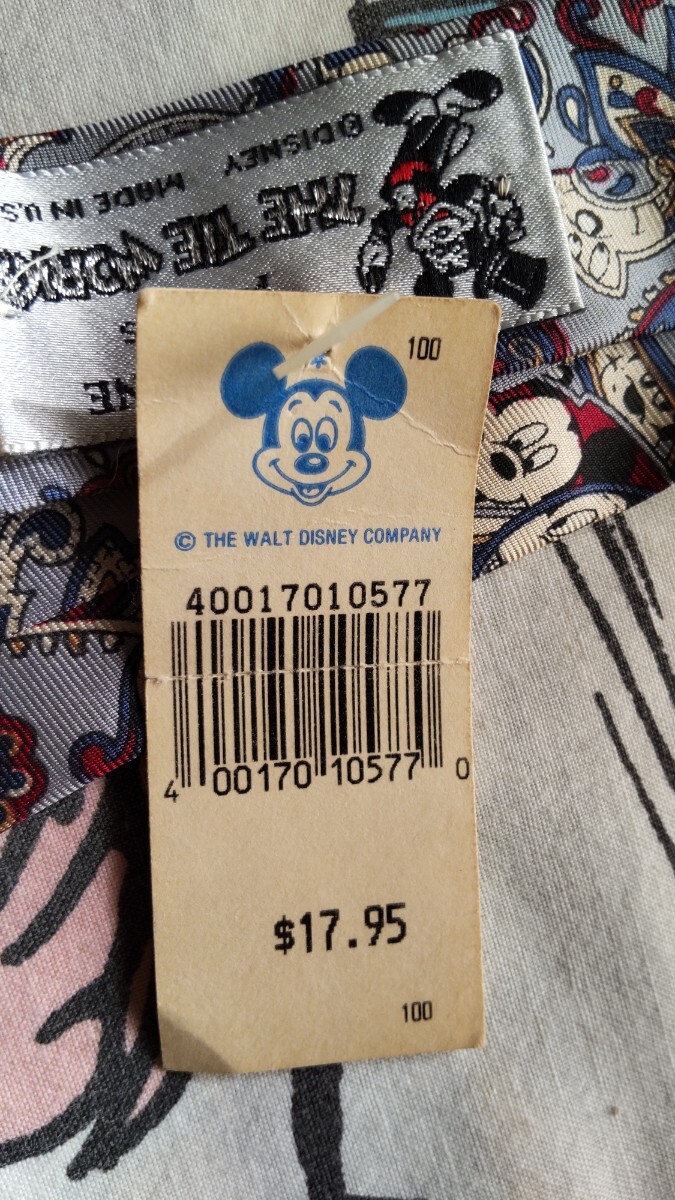 ®DISNEY
MADE IN U.S
THE TIE WORKS
100
© THE WALT DISNEY COMPANY
40017010577
4 00170 10577 0
$17.95
100